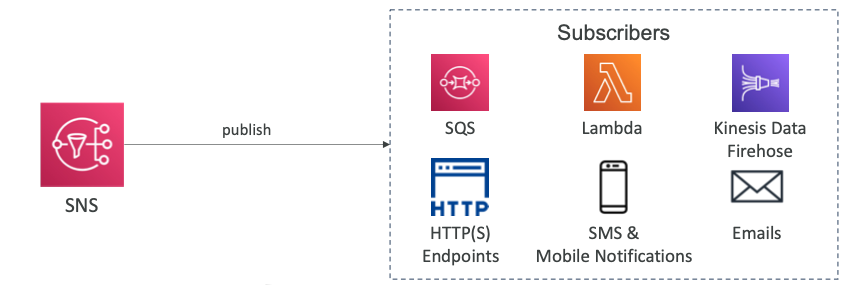 Subscribers
publish
SNS
SQS
Lambda
Kinesis Data
Firehose
HTTP
HTTP(S)
Endpoints
SMS &
Mobile Notifications
Emails